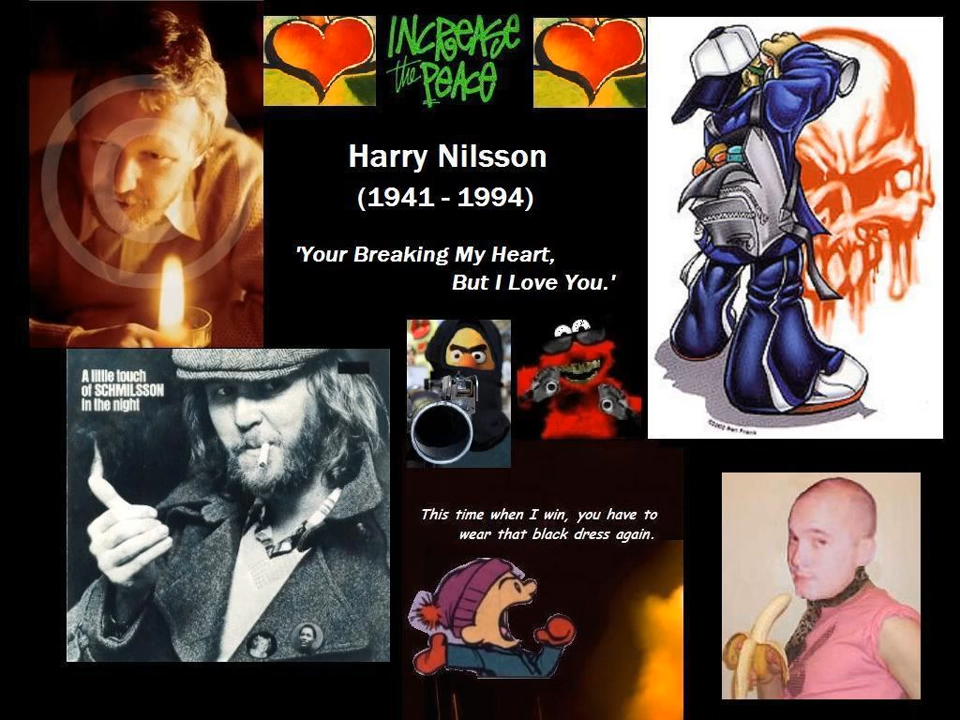 INCREASE
the PEACE
Harry Nilsson
(1941 - 1994)
'Your Breaking My Heart,
But I Love You.'
A little touch
of SCHMILSSON
in the night
This time when I win, you have to
wear that black dress again.
©